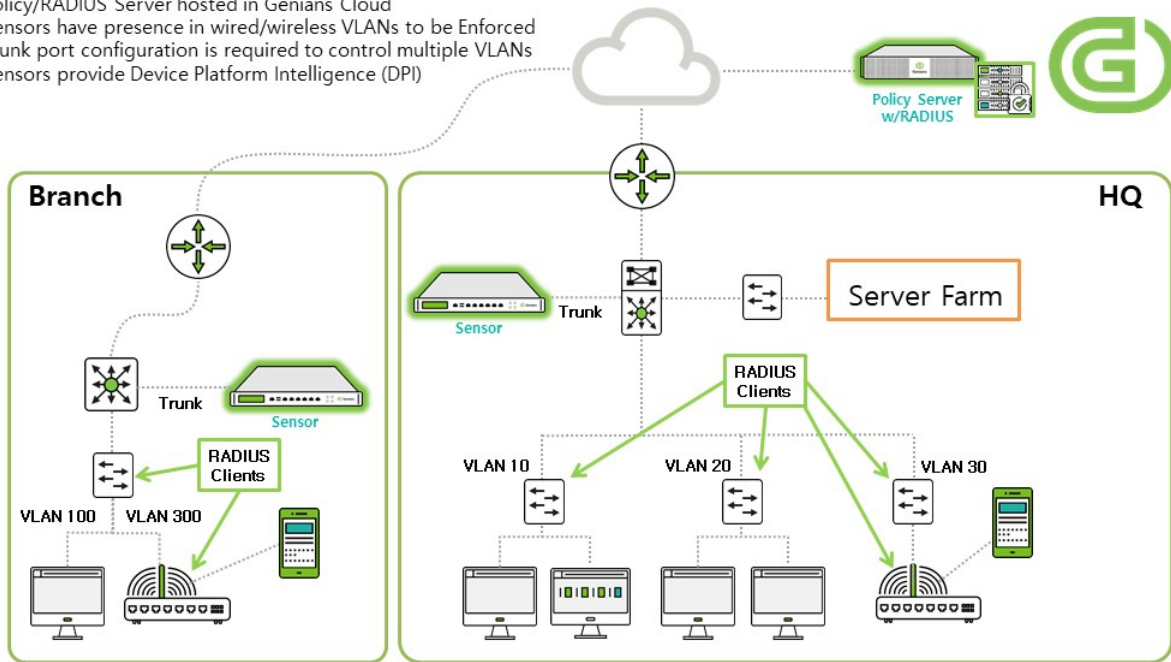 olicy/RADIUS Server hosted in Genians Cloud
ensors have presence in wired/wireless VLANs to be Enforced
unk port configuration is required to control multiple VLANs
ensors provide Device Platform Intelligence (DPI)
Policy Server
w/RADIUS
G
Branch
HQ
Sensor
Trunk
Server Farm
RADIUS
Clients
Trunk
Sensor
RADIUS
Clients
VLAN 10
VLAN 20
VLAN 30
VLAN 100
VLAN 300